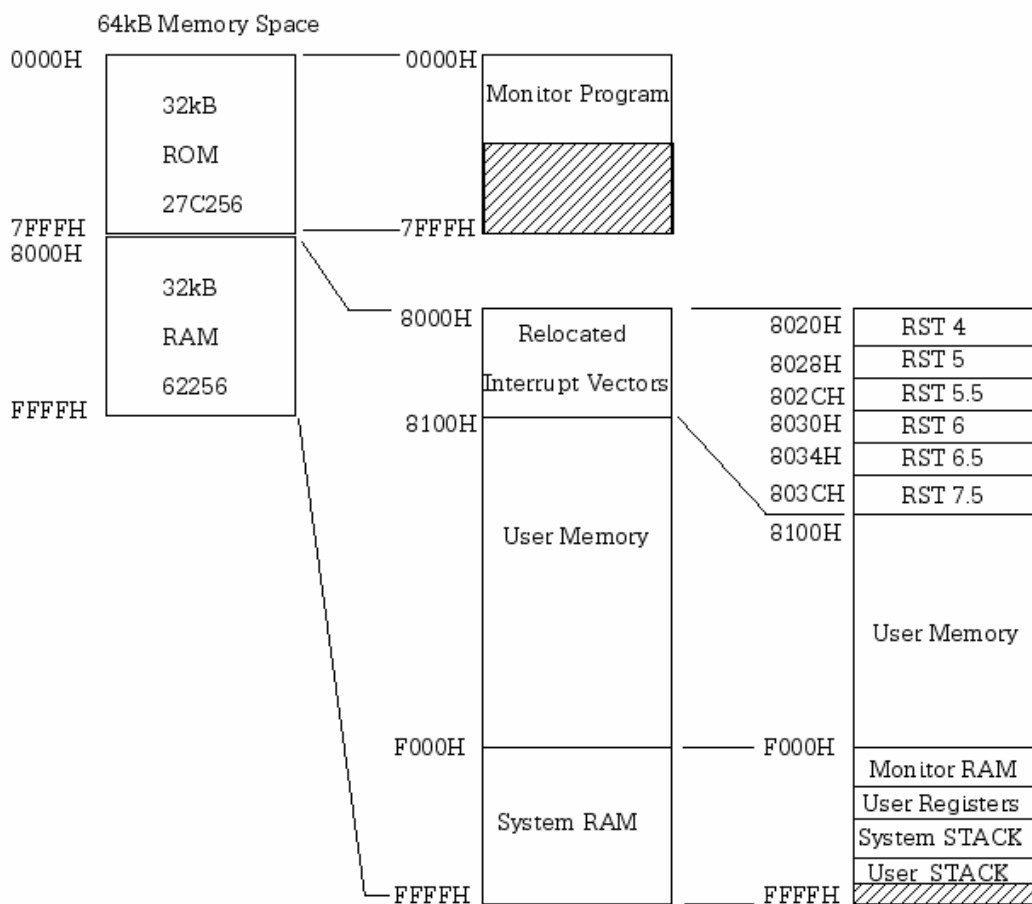 64kB Memory Space
0000H
32kB
ROM
27C256
7FFFH
8000H
32kB
RAM
62256
FFFFH
0000H
Monitor Program
7FFFH
8000H
Relocated
Interrupt Vectors
8100H
User Memory
F000H
System RAM
FFFFH
8020H
RST 4
8028H
RST 5
802CH
RST 5.5
8030H
RST 6
8034H
RST 6.5
803CH
RST 7.5
8100H
User Memory
F000H
Monitor RAM
User Registers
System STACK
User STACK
FFFFH